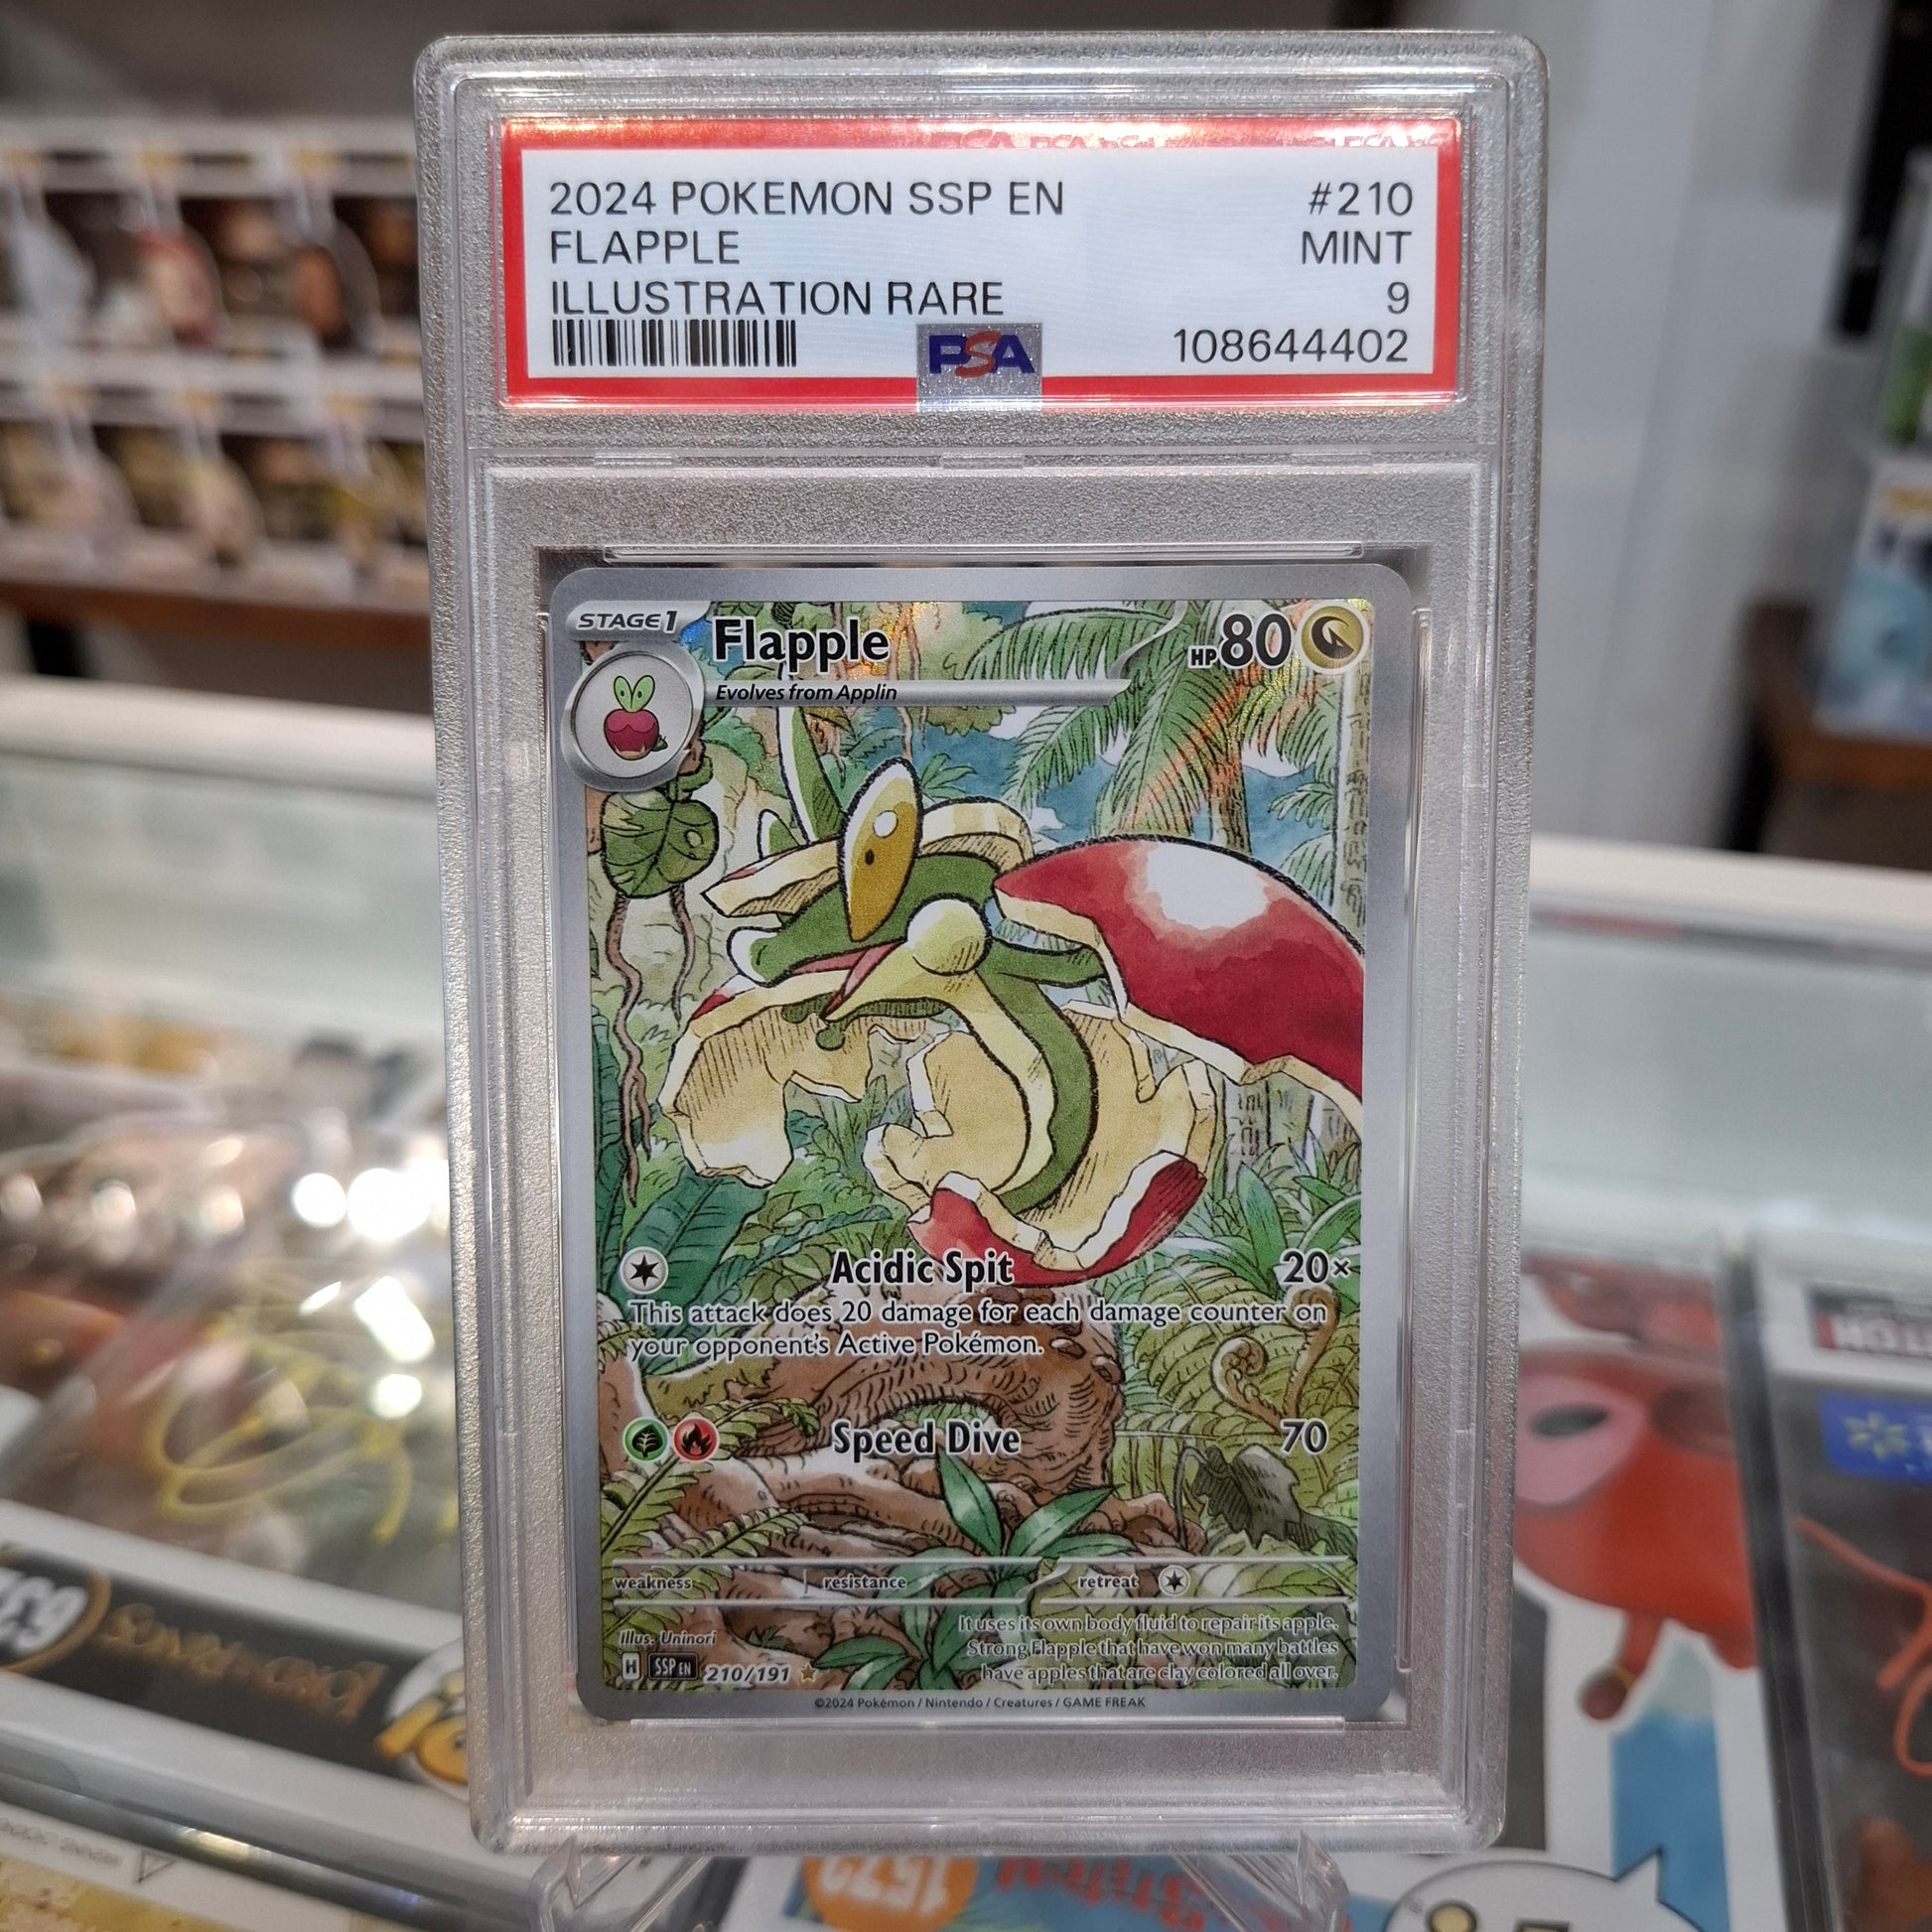 2024 POKEMON SSP EN #210
FLAPPLE MINT
ILLUSTRATION RARE 9
PSA 108644402
STAGE1 Flapple HP80
Evolves from Applin
Acidic Spit 20×
This attack does 20 damage for each damage counter on
your opponent's Active Pokémon.
Speed Dive 70
weakness resistance retreat
It uses its own body fluid to repair its apple.
Strong Flapple that have won many battles
have apples that are clay colored all over.
Illus. Uninori
H SSP EN 210/191
©2024 Pokémon / Nintendo / Creatures / GAME FREAK
632
1572